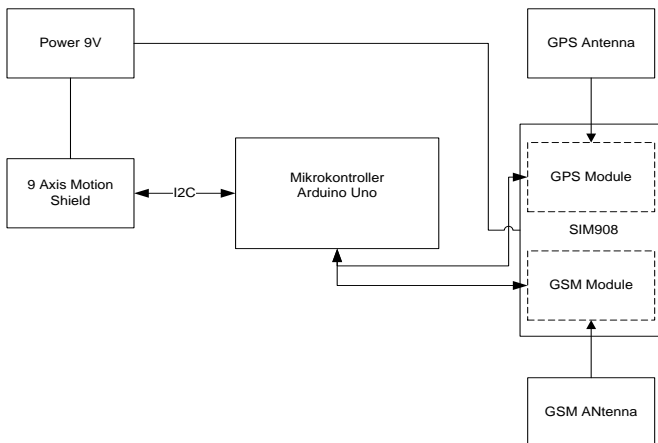 Power 9V
GPS Antenna
9 Axis Motion
Shield
I2C
Mikrokontroller
Arduino Uno
GPS Module
SIM908
GSM Module
GSM ANtenna